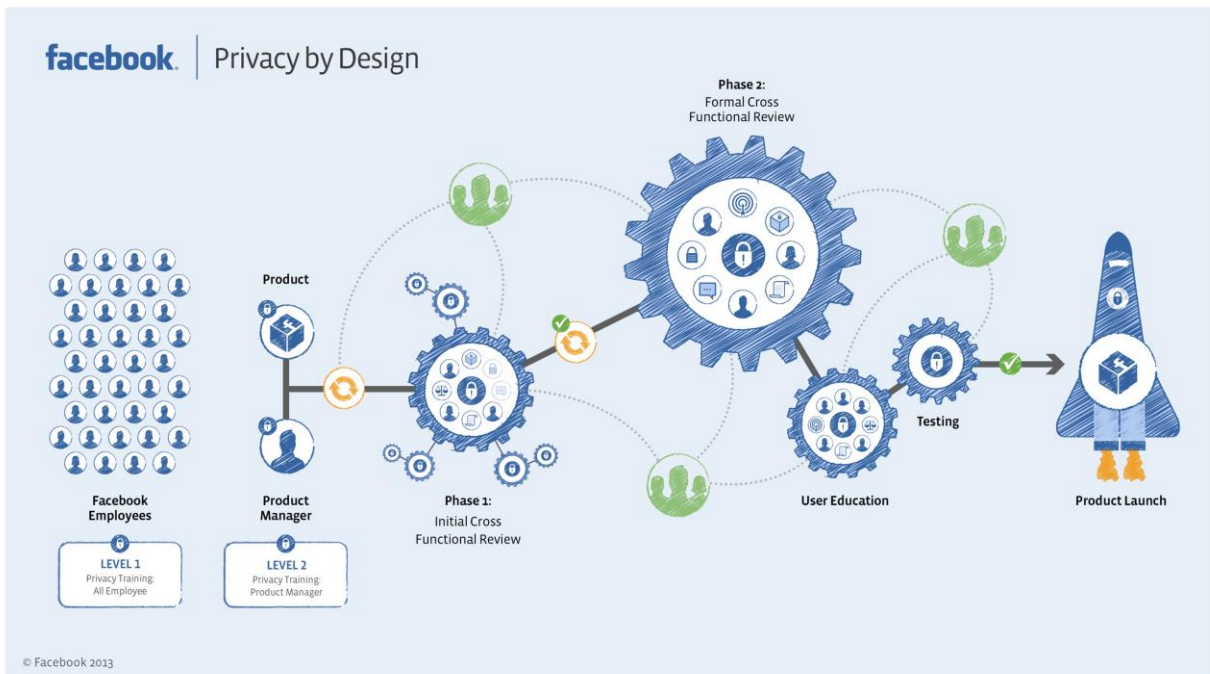 facebook. Privacy by Design
Phase 2:
Formal Cross
Functional Review
Product
Facebook
Employees
Product
Manager
Phase 1:
Initial Cross
Functional Review
User Education
Testing
Product Launch
LEVEL 1
Privacy Training:
All Employee
LEVEL 2
Privacy Training:
Product Manager
© Facebook 2013